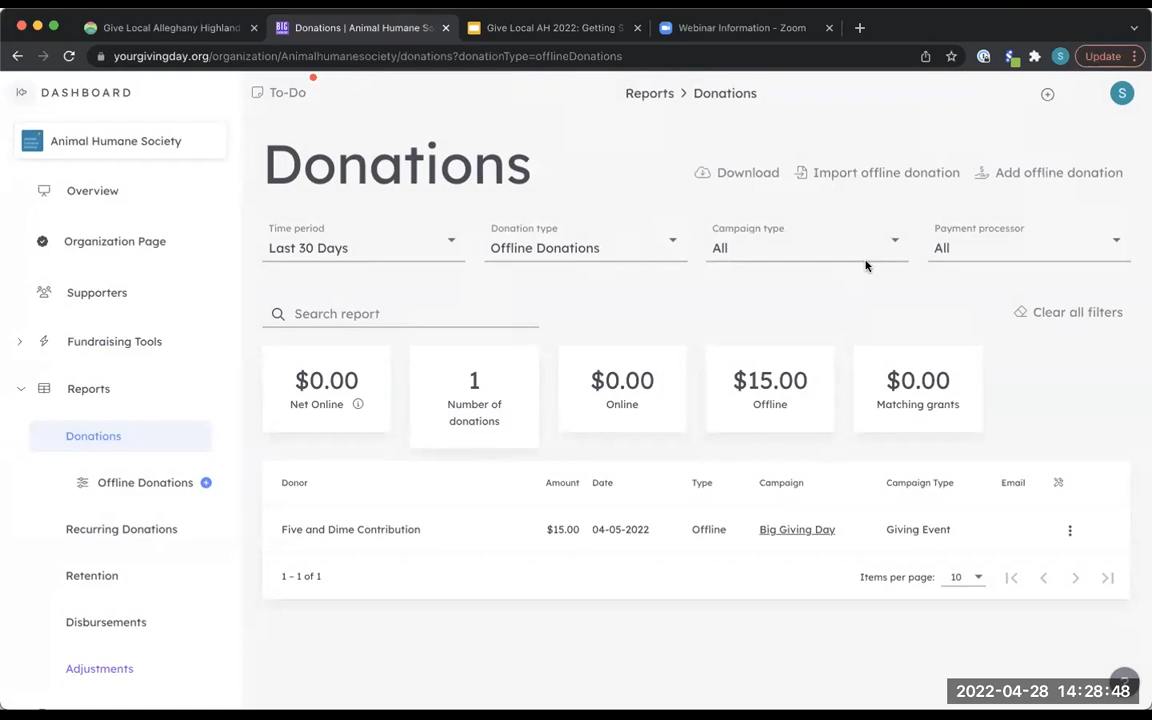 Give Local Alleghany Highland
Donations | Animal Humane So
Give Local AH 2022: Getting S
Webinar Information - Zoom
yourgivingday.org/organization/Animalhumanesociety/donations?donationType=offlineDonations
S
Update
DASHBOARD
To-Do
Reports > Donations
S
Animal Humane Society
Overview
Organization Page
Supporters
Fundraising Tools
Reports
Donations
Offline Donations
Recurring Donations
Retention
Disbursements
Adjustments
Donations
Download
Import offline donation
Add offline donation
Time period
Last 30 Days
Donation type
Offline Donations
Campaign type
All
Payment processor
All
Search report
Clear all filters
$0.00
Net Online
1
Number of
donations
$0.00
Online
$15.00
Offline
$0.00
Matching grants
Donor Amount Date Type Campaign Campaign Type Email
Five and Dime Contribution $15.00 04-05-2022 Offline Big Giving Day Giving Event
1 – 1 of 1
Items per page: 10
2022-04-28 14:28:48